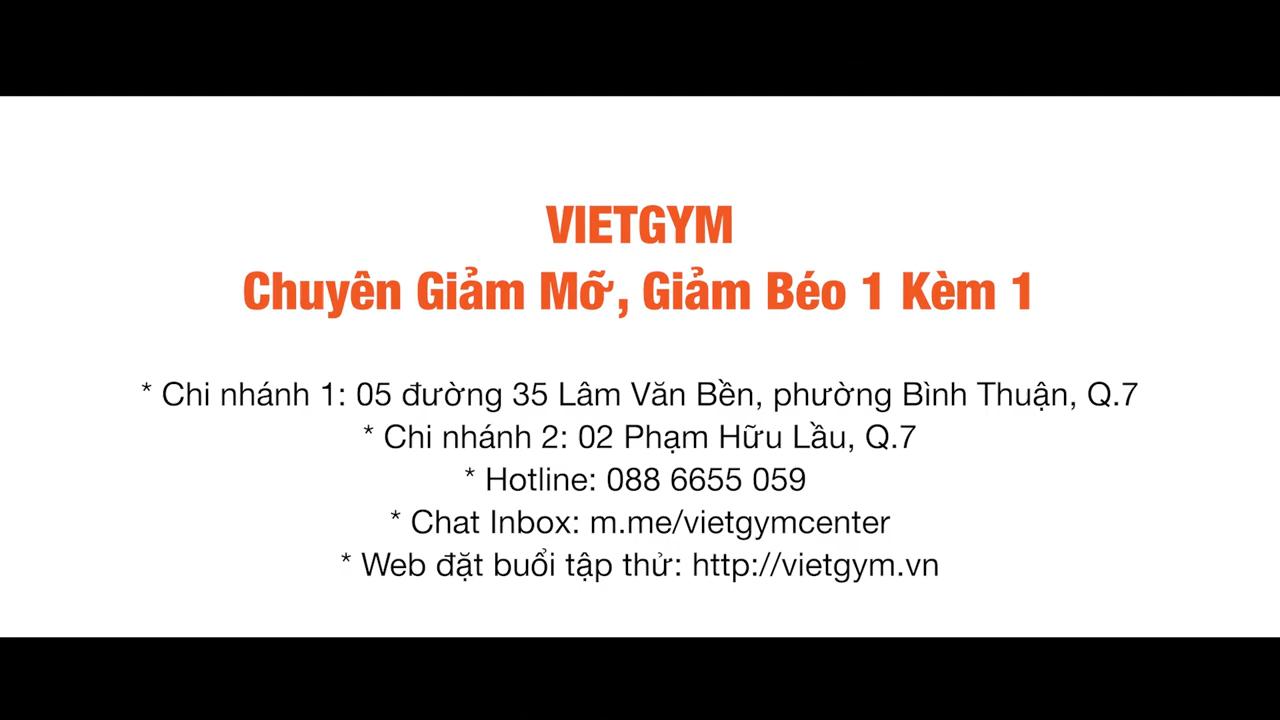 VIETGYM
Chuyên Giảm Mỡ, Giảm Béo 1 Kèm 1
* Chi nhánh 1: 05 đường 35 Lâm Văn Bền, phường Bình Thuận, Q.7
* Chi nhánh 2: 02 Phạm Hữu Lầu, Q.7
* Hotline: 088 6655 059
* Chat Inbox: m.me/vietgymcenter
* Web đặt buổi tập thử: http://vietgym.vn